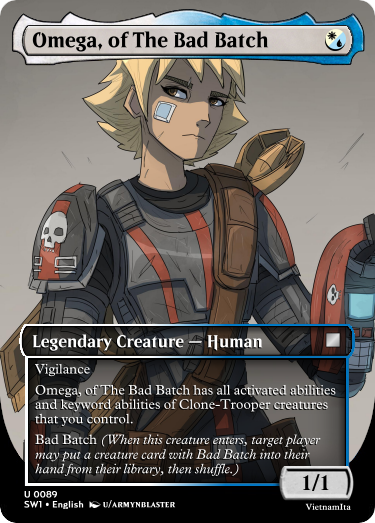 Omega, of The Bad Batch
Legendary Creature — Human
Vigilance
Omega, of The Bad Batch has all activated abilities
and keyword abilities of Clone-Trooper creatures
that you control.
Bad Batch (When this creature enters, target player
may put a creature card with Bad Batch into their
hand from their library, then shuffle.)
1/1
U 0089
SW1 • English U/ARMYNBLASTER
VietnamIta